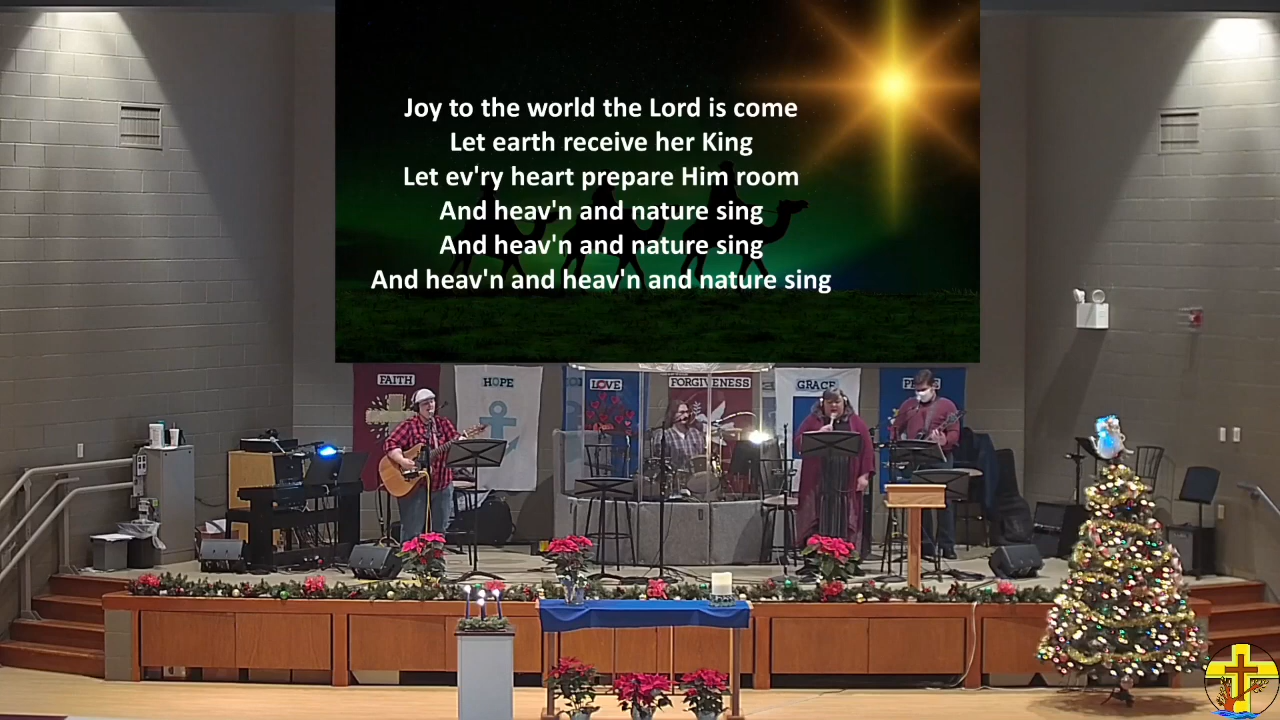 Joy to the world the Lord is come
Let earth receive her King
Let ev'ry heart prepare Him room
And heav'n and nature sing
And heav'n and nature sing
And heav'n and heav'n and nature sing
FAITH
HOPE
LOVE
FORGIVENESS
GRACE